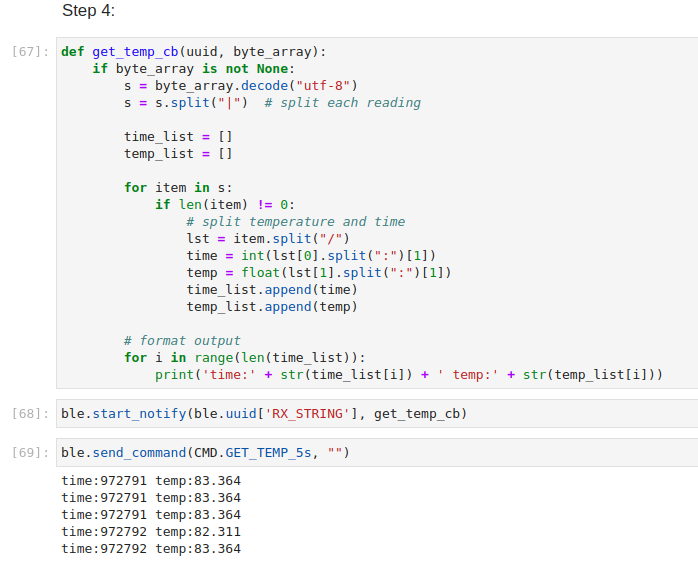 Step 4:
[67]: def get_temp_cb(uuid, byte_array):
    if byte_array is not None:
        s = byte_array.decode("utf-8")
        s = s.split("|")  # split each reading

        time_list = []
        temp_list = []

        for item in s:
            if len(item) != 0:
                # split temperature and time
                lst = item.split("/")
                time = int(lst[0].split(":")[1])
                temp = float(lst[1].split(":")[1])
                time_list.append(time)
                temp_list.append(temp)

        # format output
        for i in range(len(time_list)):
            print('time:' + str(time_list[i]) + ' temp:' + str(temp_list[i]))
[68]: ble.start_notify(ble.uuid['RX_STRING'], get_temp_cb)
[69]: ble.send_command(CMD.GET_TEMP_5s, "")
time:972791 temp:83.364
time:972791 temp:83.364
time:972791 temp:83.364
time:972792 temp:82.311
time:972792 temp:83.364